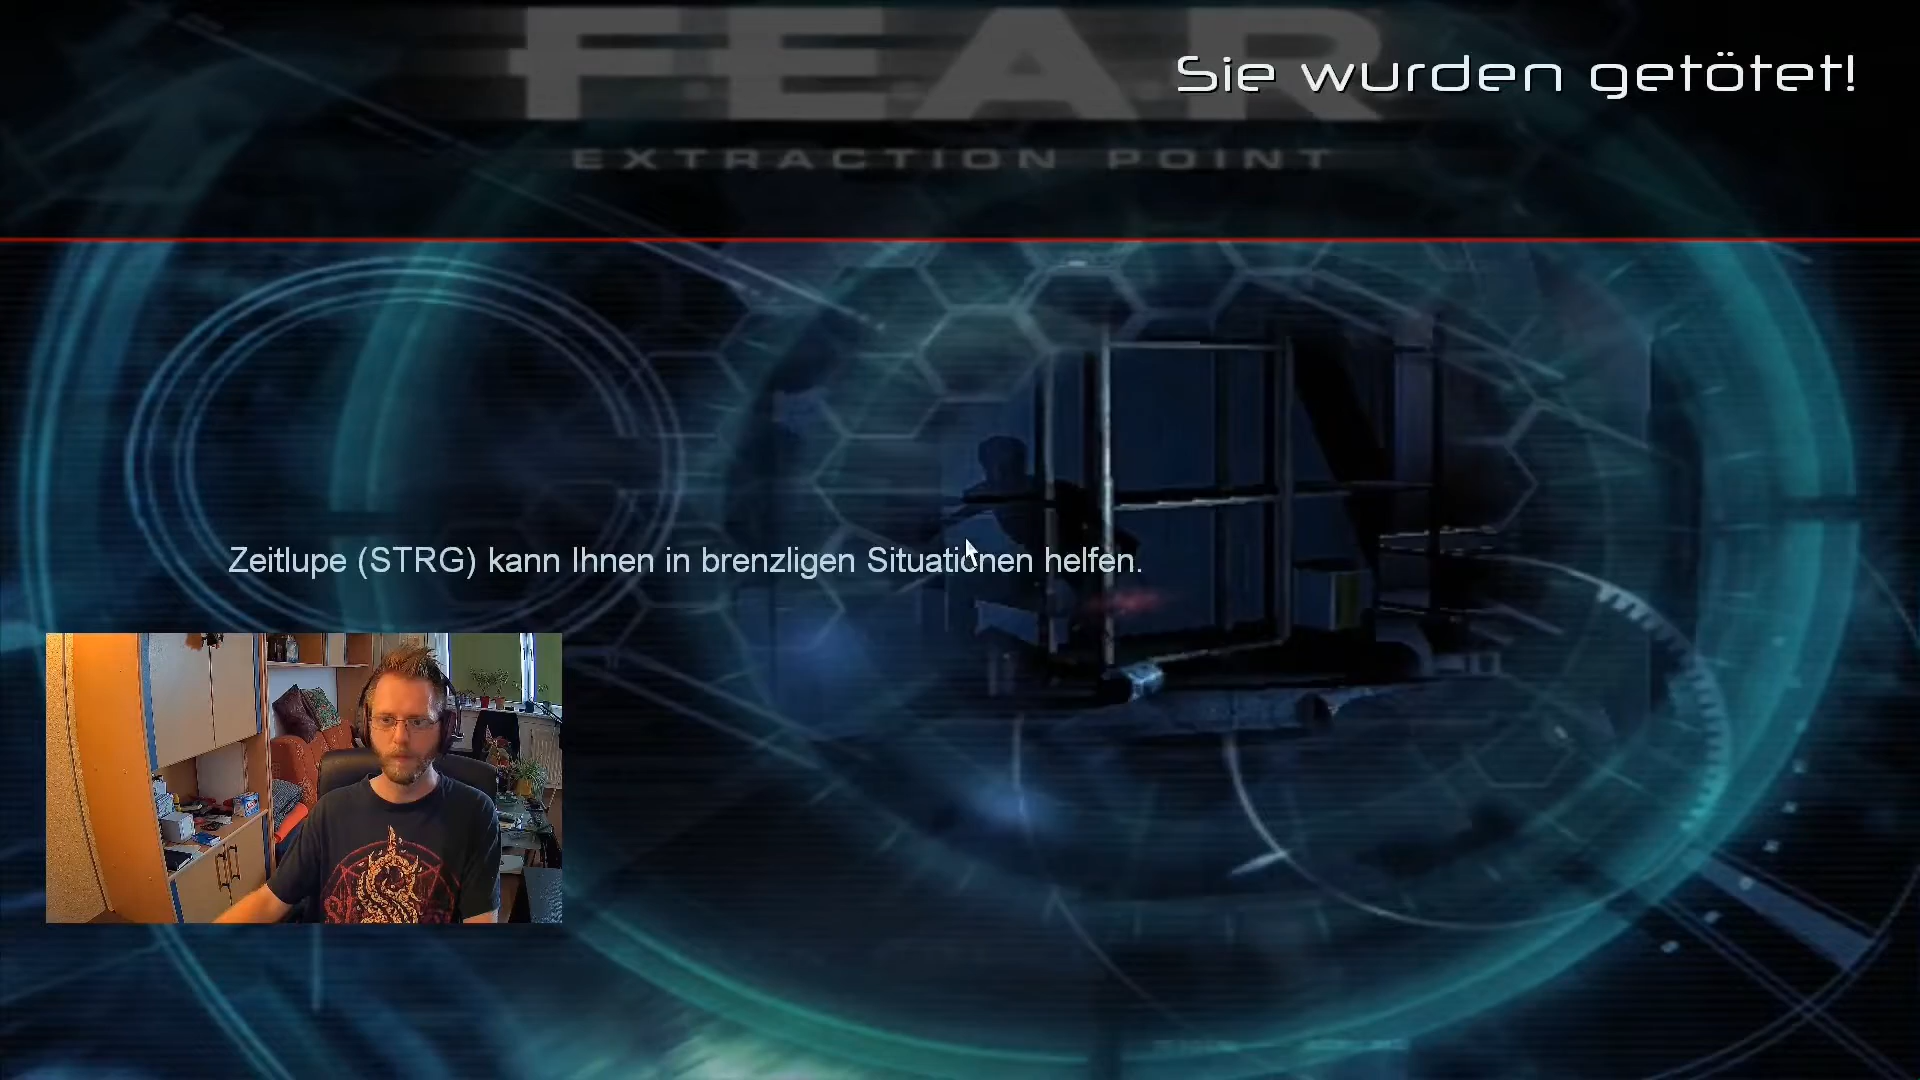 F.E.A.R
Sie wurden getötet!
EXTRACTION POINT
Zeitlupe (STRG) kann Ihnen in brenzligen Situationen helfen.